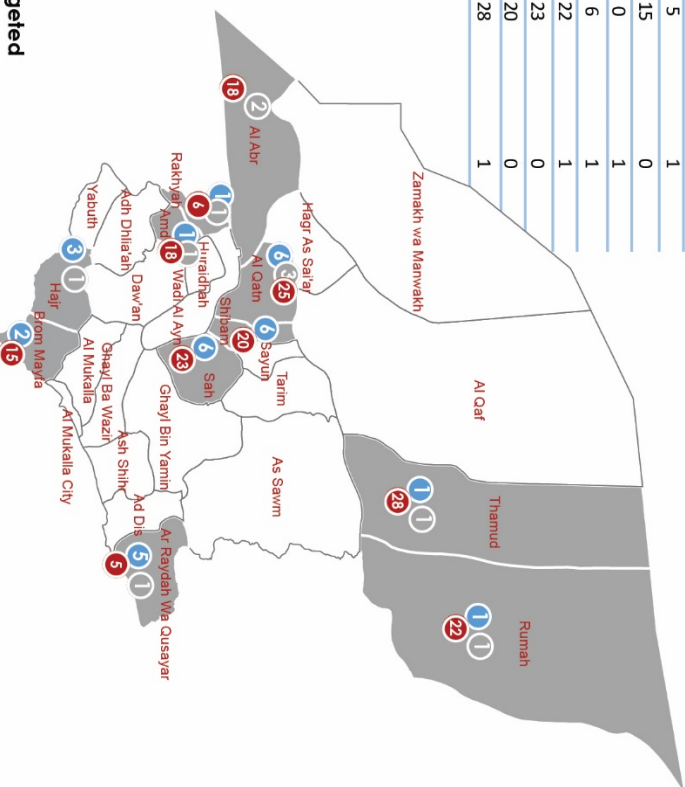 5 1
15 0
0 1
6 1
22 1
23 0
20 0
28 1
Zamakh wa Manwakh
Al Qaf
Thamud
1
1
28
Rumah
1
1
22
Al Abr
2
18
Hagr As Sai'aj
Al Qatn
6
3
25
Sayun
6
20
Shibam
Tarim
As Sawm
Sah
6
23
Rakhyah
1
1
6
Amd
1
1
18
Huraidhah
Wadi Al Ayn
Adh Dhlia'ah
Yabuth
Daw'an
Ghayl Bin Yamin
Hajr
3
1
Brom Mayfa
2
15
Al Mukalla
Ghayl Ba Wazir
Al Mukalla City
Ash Shihr
Ad Dis
Ar Raydah Wa Qusayar
5
1
5
geted